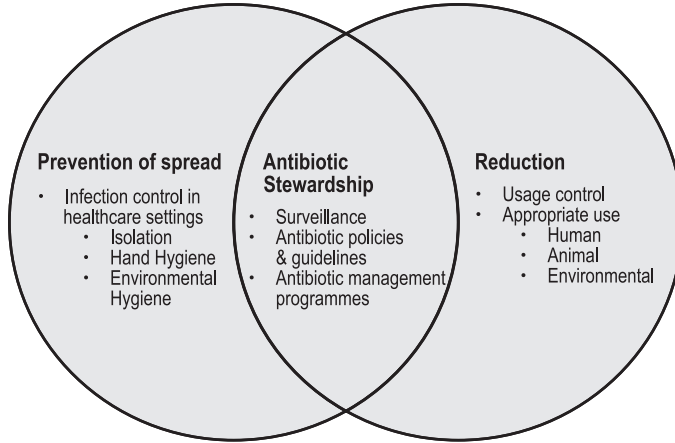 Prevention of spread
• Infection control in
healthcare settings
• Isolation
• Hand Hygiene
• Environmental
Hygiene
Antibiotic
Stewardship
• Surveillance
• Antibiotic policies
& guidelines
• Antibiotic management
programmes
Reduction
• Usage control
• Appropriate use
• Human
• Animal
• Environmental